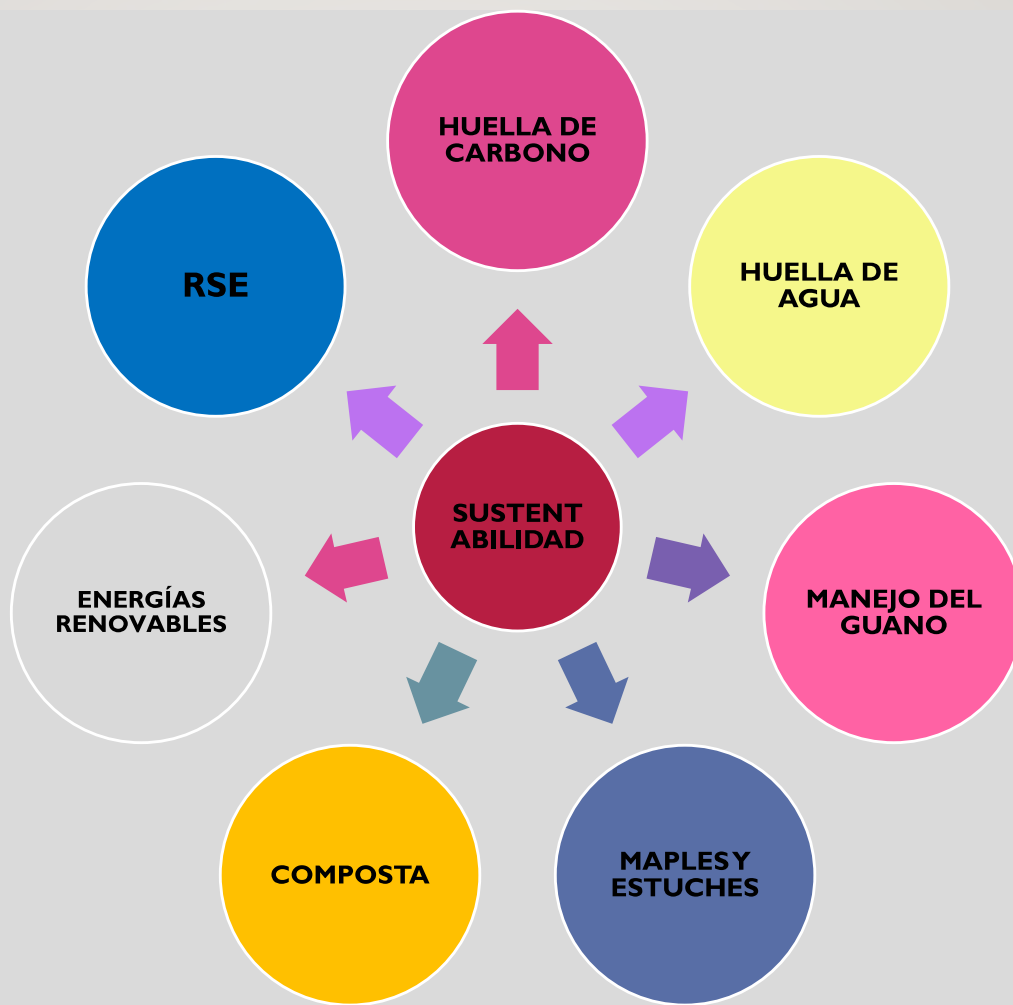 HUELLA DE
CARBONO
HUELLA DE
AGUA
MANEJO DEL
GUANO
MAPLES Y
ESTUCHES
COMPOSTA
ENERGÍAS
RENOVABLES
RSE
SUSTENT
ABILIDAD